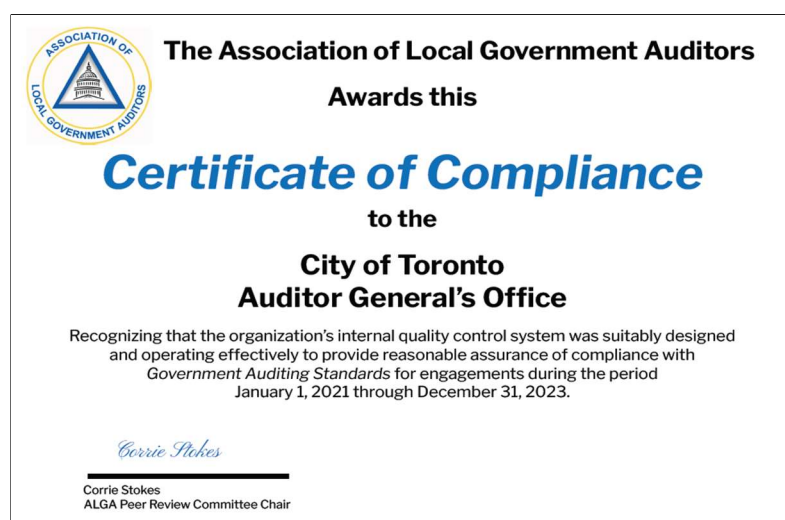 ASSOCIATION OF
LOCAL GOVERNMENT AUDITORS
The Association of Local Government Auditors
Awards this
Certificate of Compliance
to the
City of Toronto
Auditor General’s Office
Recognizing that the organization’s internal quality control system was suitably designed
and operating effectively to provide reasonable assurance of compliance with
Government Auditing Standards for engagements during the period
January 1, 2021 through December 31, 2023.
Corrie Stokes
Corrie Stokes
ALGA Peer Review Committee Chair